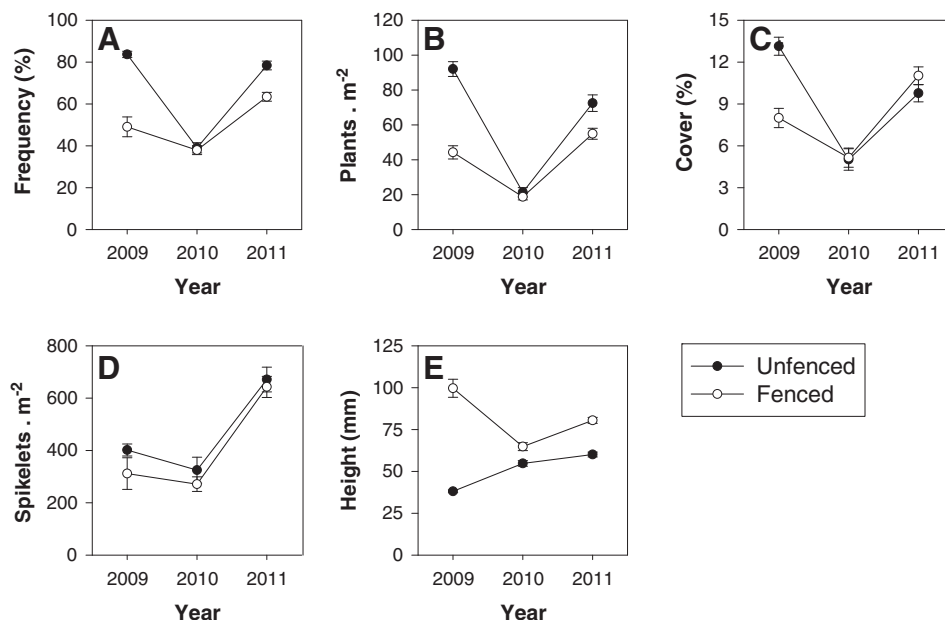 A
Frequency (%)
100
80
60
40
20
0
2009 2010 2011
Year
B
Plants . m-2
120
100
80
60
40
20
0
2009 2010 2011
Year
C
Cover (%)
15
12
9
6
3
0
2009 2010 2011
Year
D
Spikelets . m-2
800
600
400
200
0
2009 2010 2011
Year
E
Height (mm)
125
100
75
50
25
0
2009 2010 2011
Year
Unfenced
Fenced